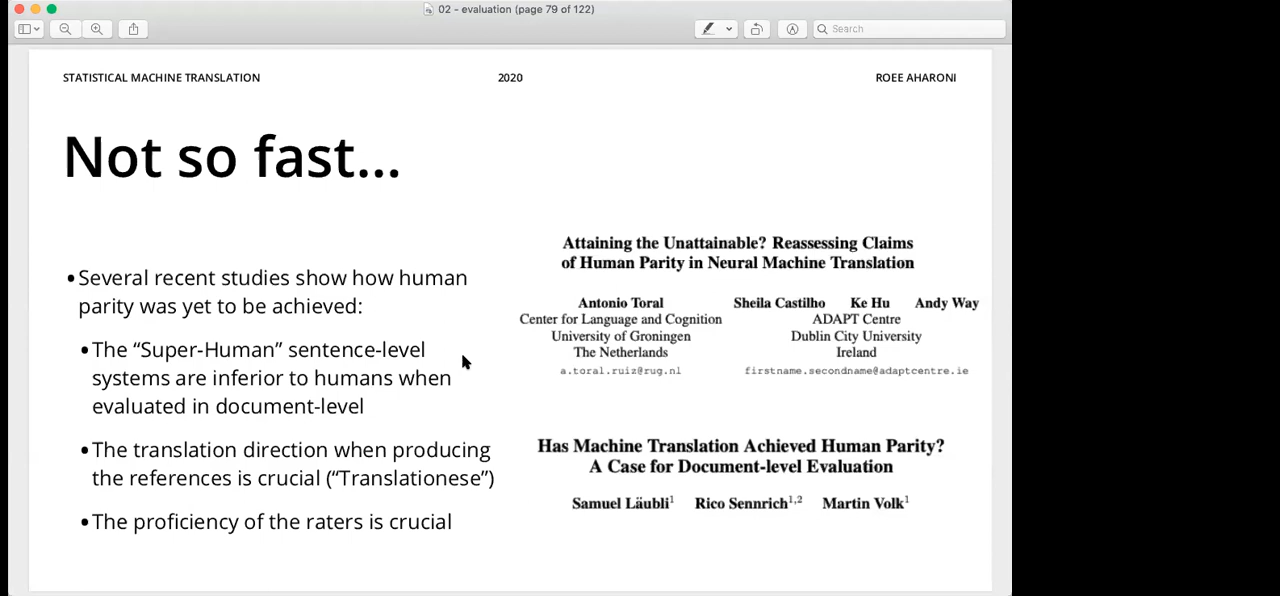 02 - evaluation (page 79 of 122)
Search
STATISTICAL MACHINE TRANSLATION
2020
ROEE AHARONI
Not so fast...
•Several recent studies show how human
parity was yet to be achieved:
•The “Super-Human” sentence-level
systems are inferior to humans when
evaluated in document-level
•The translation direction when producing
the references is crucial (“Translationese”)
•The proficiency of the raters is crucial
Attaining the Unattainable? Reassessing Claims
of Human Parity in Neural Machine Translation
Antonio Toral
Center for Language and Cognition
University of Groningen
The Netherlands
a.toral.ruiz@rug.nl
Sheila Castilho Ke Hu Andy Way
ADAPT Centre
Dublin City University
Ireland
firstname.secondname@adaptcentre.ie
Has Machine Translation Achieved Human Parity?
A Case for Document-level Evaluation
Samuel Läubli¹ Rico Sennrich¹,² Martin Volk¹